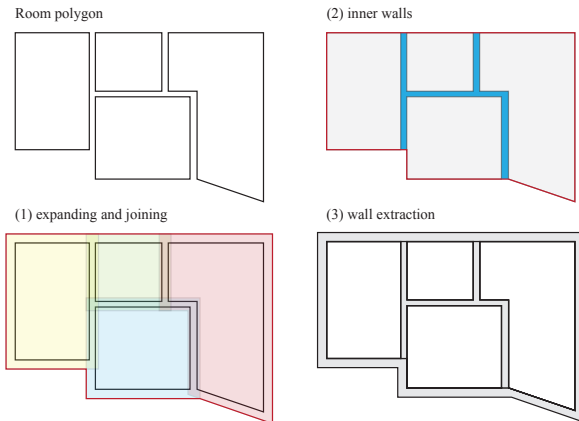 Room polygon
(2) inner walls
(1) expanding and joining
(3) wall extraction